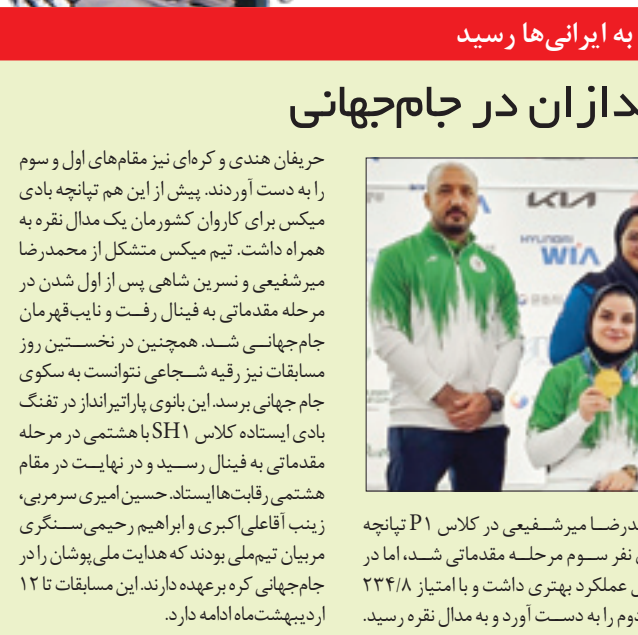 به ایرانی‌ها رسید
در جام‌جهانی
KIA
HYUNDAI
WIA
میرشفیعی در کلاس P۱ تپانچه
نفر سوم مرحله مقدماتی شد، اما در
عملکرد بهتری داشت و با امتیاز ۲۳۴/۸
دوم را به دست آورد و به مدال نقره رسید.
حریفان هندی و کره‌ای نیز مقام‌های اول و سوم
را به دست آوردند. پیش از این هم تپانچه بادی
میکس برای کاروان کشورمان یک مدال نقره به
همراه داشت. تیم میکس متشکل از محمدرضا
میرشفیعی و نسرین شاهی پس از اول شدن در
مرحله مقدماتی به فینال رفت و نایب‌قهرمان
جام‌جهانی شد. همچنین در نخستین روز
مسابقات نیز رقیه شجاعی نتوانست به سکوی
جام جهانی برسد. این بانوی پاراتیرانداز در تفنگ
بادی ایستاده کلاس SH۱ با هشتمی در مرحله
مقدماتی به فینال رسید و در نهایت در مقام
هشتمی رقابت‌ها ایستاد. حسین امیری سرمربی،
زینب آقاعلی‌اکبری و ابراهیم رحیمی‌سنگری
مربیان تیم‌ملی بودند که هدایت ملی‌پوشان را در
جام‌جهانی کره برعهده دارند. این مسابقات تا ۱۲
اردیبهشت‌ماه ادامه دارد.